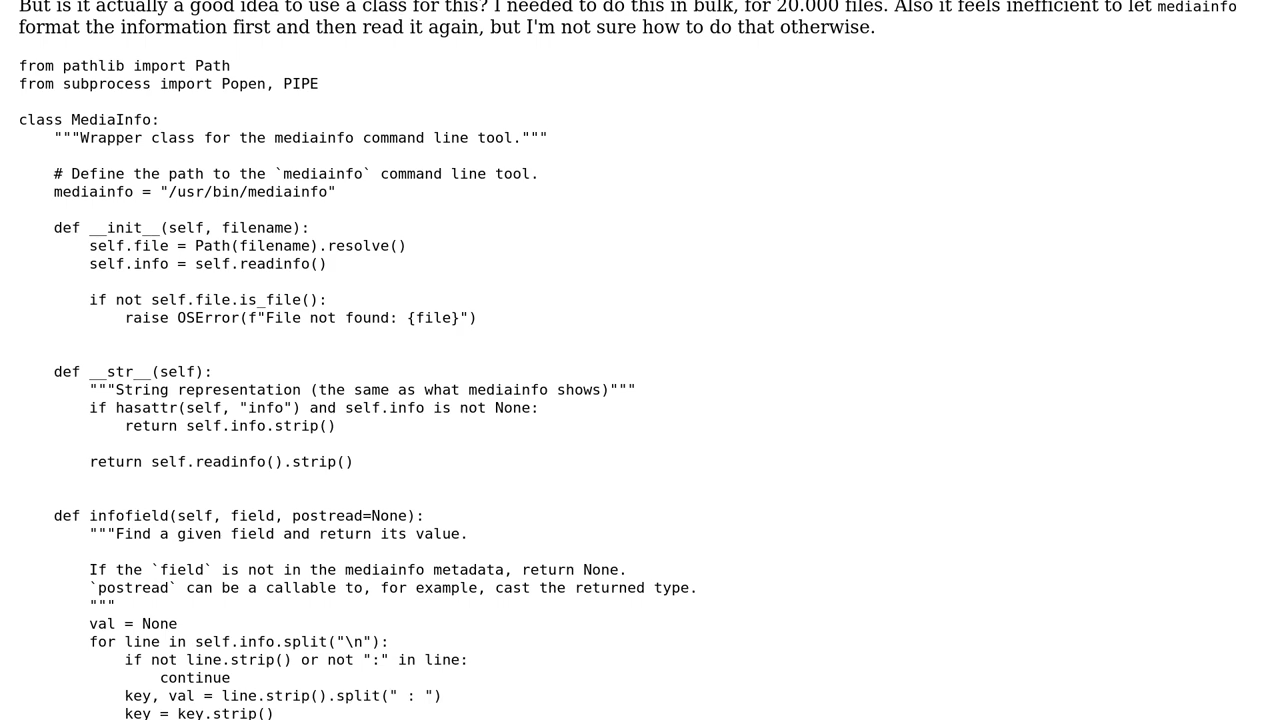 But is it actually a good idea to use a class for this? I needed to do this in bulk, for 20.000 files. Also it feels inefficient to let mediainfo
format the information first and then read it again, but I'm not sure how to do that otherwise.
from pathlib import Path
from subprocess import Popen, PIPE
class MediaInfo:
    """Wrapper class for the mediainfo command line tool."""
    # Define the path to the `mediainfo` command line tool.
    mediainfo = "/usr/bin/mediainfo"
    def __init__(self, filename):
        self.file = Path(filename).resolve()
        self.info = self.readinfo()
        if not self.file.is_file():
            raise OSError(f"File not found: {file}")
    def __str__(self):
        """String representation (the same as what mediainfo shows)"""
        if hasattr(self, "info") and self.info is not None:
            return self.info.strip()
        return self.readinfo().strip()
    def infofield(self, field, postread=None):
        """Find a given field and return its value.
        If the `field` is not in the mediainfo metadata, return None.
        `postread` can be a callable to, for example, cast the returned type.
        """
        val = None
        for line in self.info.split("\n"):
            if not line.strip() or not ":" in line:
                continue
            key, val = line.strip().split(" : ")
            key = key.strip()